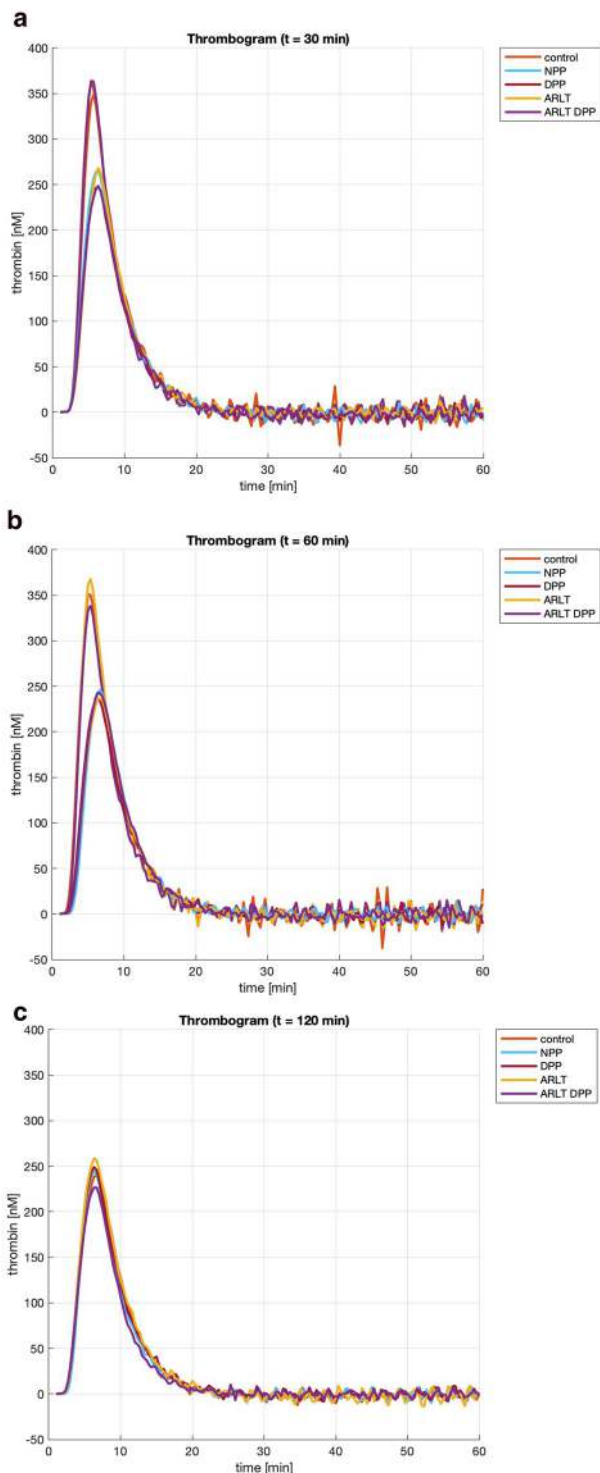 a
Thrombogram (t = 30 min)
400
350
300
250
200
150
100
50
0
-50
thrombin [nM]
0 10 20 30 40 50 60
time [min]
control
NPP
DPP
ARLT
ARLT DPP
b
Thrombogram (t = 60 min)
400
350
300
250
200
150
100
50
0
-50
thrombin [nM]
0 10 20 30 40 50 60
time [min]
control
NPP
DPP
ARLT
ARLT DPP
c
Thrombogram (t = 120 min)
400
350
300
250
200
150
100
50
0
-50
thrombin [nM]
0 10 20 30 40 50 60
time [min]
control
NPP
DPP
ARLT
ARLT DPP